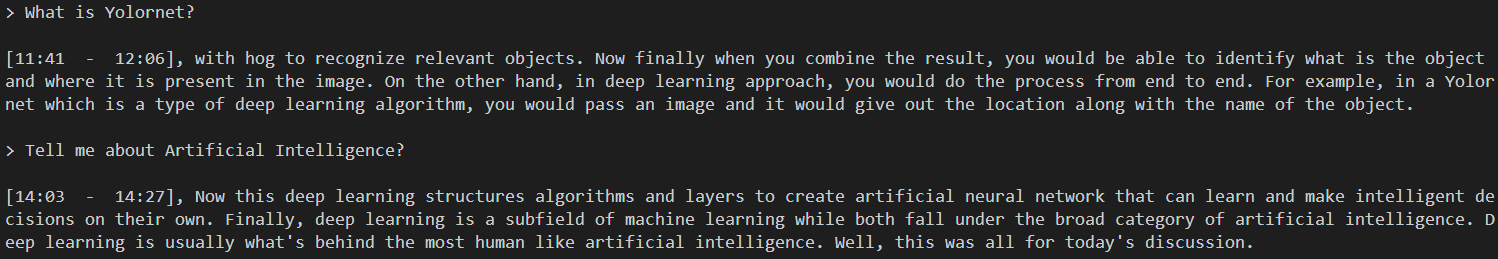 > What is Yolornet?
[11:41  -  12:06], with hog to recognize relevant objects. Now finally when you combine the result, you would be able to identify what is the object
and where it is present in the image. On the other hand, in deep learning approach, you would do the process from end to end. For example, in a Yolor
net which is a type of deep learning algorithm, you would pass an image and it would give out the location along with the name of the object.
> Tell me about Artificial Intelligence?
[14:03  -  14:27], Now this deep learning structures algorithms and layers to create artificial neural network that can learn and make intelligent de
cisions on their own. Finally, deep learning is a subfield of machine learning while both fall under the broad category of artificial intelligence. D
eep learning is usually what's behind the most human like artificial intelligence. Well, this was all for today's discussion.